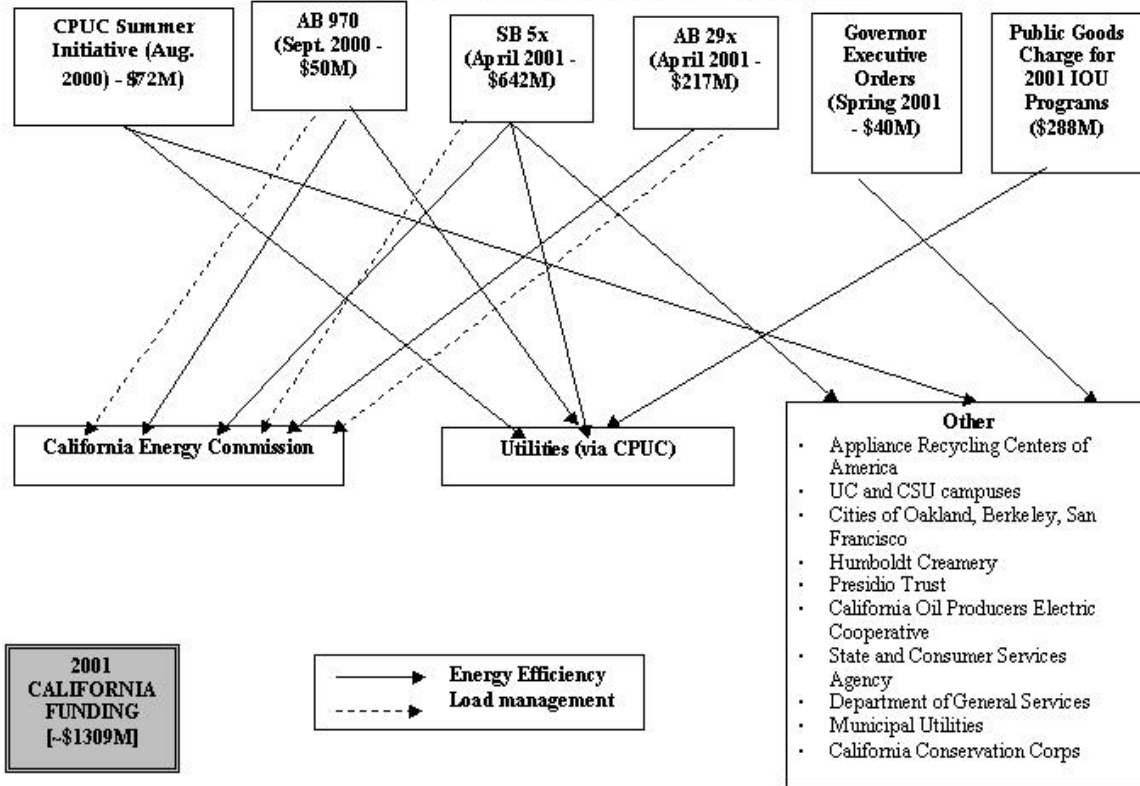 CPUC Summer
Initiative (Aug.
2000) - $72M)
AB 970
(Sept. 2000 -
$50M)
SB 5x
(April 2001 -
$642M)
AB 29x
(April 2001 -
$217M)
Governor
Executive
Orders
(Spring 2001
- $40M)
Public Goods
Charge for
2001 IOU
Programs
($288M)
California Energy Commission
Utilities (via CPUC)
Other
· Appliance Recycling Centers of
America
· UC and CSU campuses
· Cities of Oakland, Berkeley, San
Francisco
· Humboldt Creamery
· Presidio Trust
· California Oil Producers Electric
Cooperative
· State and Consumer Services
Agency
· Department of General Services
· Municipal Utilities
· California Conservation Corps
2001
CALIFORNIA
FUNDING
[~$1309M]
Energy Efficiency
Load management